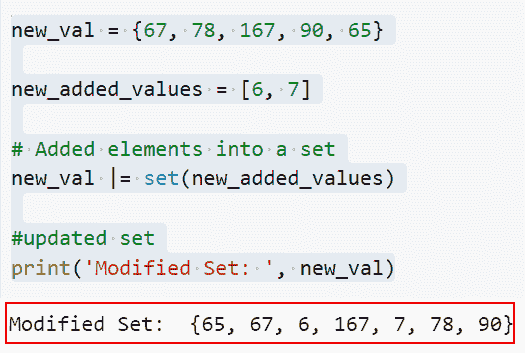 new_val = {67, 78, 167, 90, 65}
new_added_values = [6, 7]
# Added elements into a set
new_val |= set(new_added_values)
#updated set
print('Modified Set: ', new_val)
Modified Set:  {65, 67, 6, 167, 7, 78, 90}